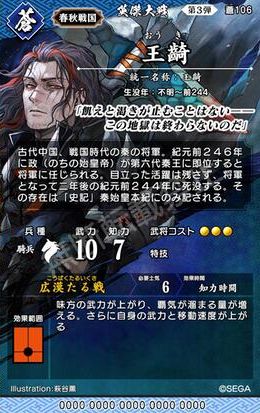 蒼
春秋戦国
英傑大戦
第3弾
蒼106
おう き
王齮
統一名称：王齮
生没年：不明～前244
「飢えと渇きが止むことはない――
この地獄は終わらないのだ」
古代中国、戦国時代の秦の将軍。紀元前２４６年
に政（のちの始皇帝）が第六代秦王に即位すると
将軍に任じられる。目立った活躍は残さず、将軍
となって二年後の紀元前２４４年に死没する。そ
の存在は「史記」秦始皇本紀にのみ記される。
兵種 武力 知力 武将コスト
騎兵 10 7 特技
こうばくたるいくさ 必要士気 効果時間
広漠たる戦 6 知力時間
効果範囲
味方の武力が上がり、覇気が溜まる量が増
える。さらに自身の武力と移動速度が上が
る
Illustration:萩谷薫 ©SEGA
0000-0000-0000-0000-0000